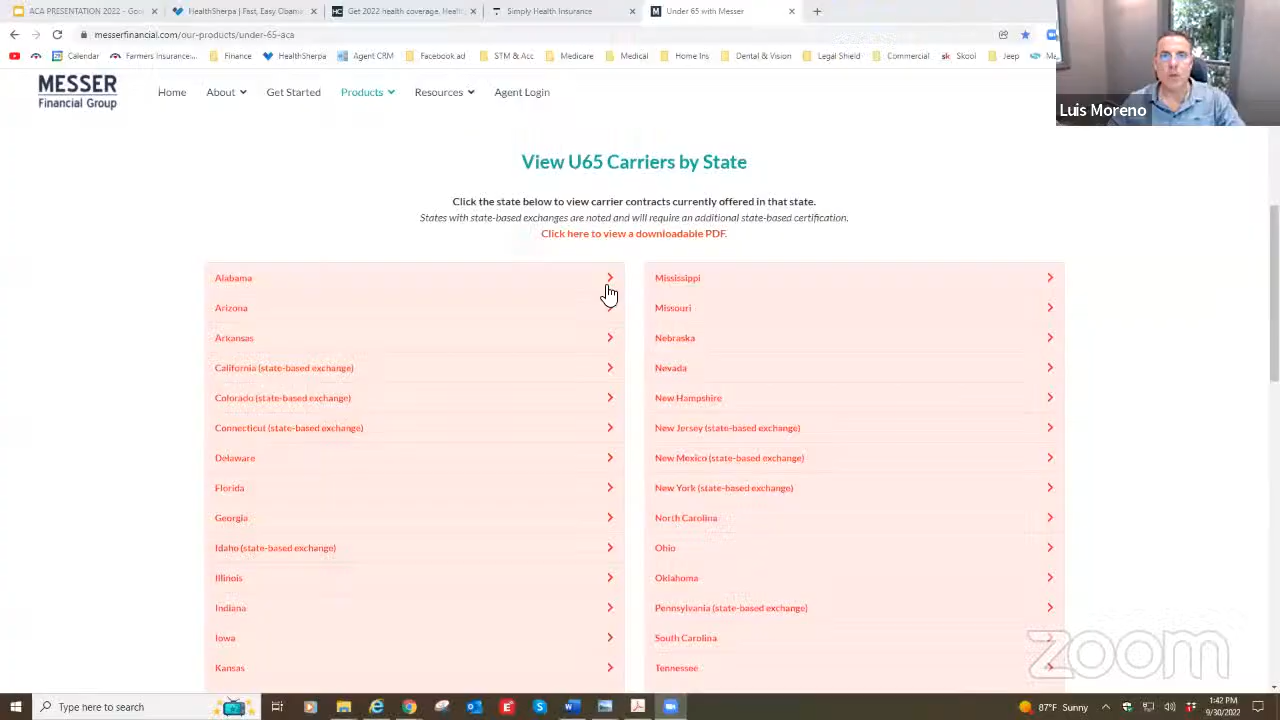 ACA PRESENTATION 2022 - Googl
HealthSherpa for Agents
Get 2022 health coverage. Health
Simply Health Insurance
Under 65 with Messer
messerfinancial.com/our-products/under-65-aca
Calendar
Farmers Insurance...
Finance
HealthSherpa
Agent CRM
Facebook ads
STM & Acc
Medicare
Medical
Home Ins
Dental & Vision
Legal Shield
Commercial
Skool
Jeep
Me
Luis Moreno
MESSER
Financial Group
Home
About
Get Started
Products
Resources
Agent Login
View U65 Carriers by State
Click the state below to view carrier contracts currently offered in that state.
States with state-based exchanges are noted and will require an additional state-based certification.
Click here to view a downloadable PDF.
Alabama
Arizona
Arkansas
California (state-based exchange)
Colorado (state-based exchange)
Connecticut (state-based exchange)
Delaware
Florida
Georgia
Idaho (state-based exchange)
Illinois
Indiana
Iowa
Kansas
Mississippi
Missouri
Nebraska
Nevada
New Hampshire
New Jersey (state-based exchange)
New Mexico (state-based exchange)
New York (state-based exchange)
North Carolina
Ohio
Oklahoma
Pennsylvania (state-based exchange)
South Carolina
Tennessee
zoom
Type here to search
87°F Sunny
1:42 PM
9/30/2022